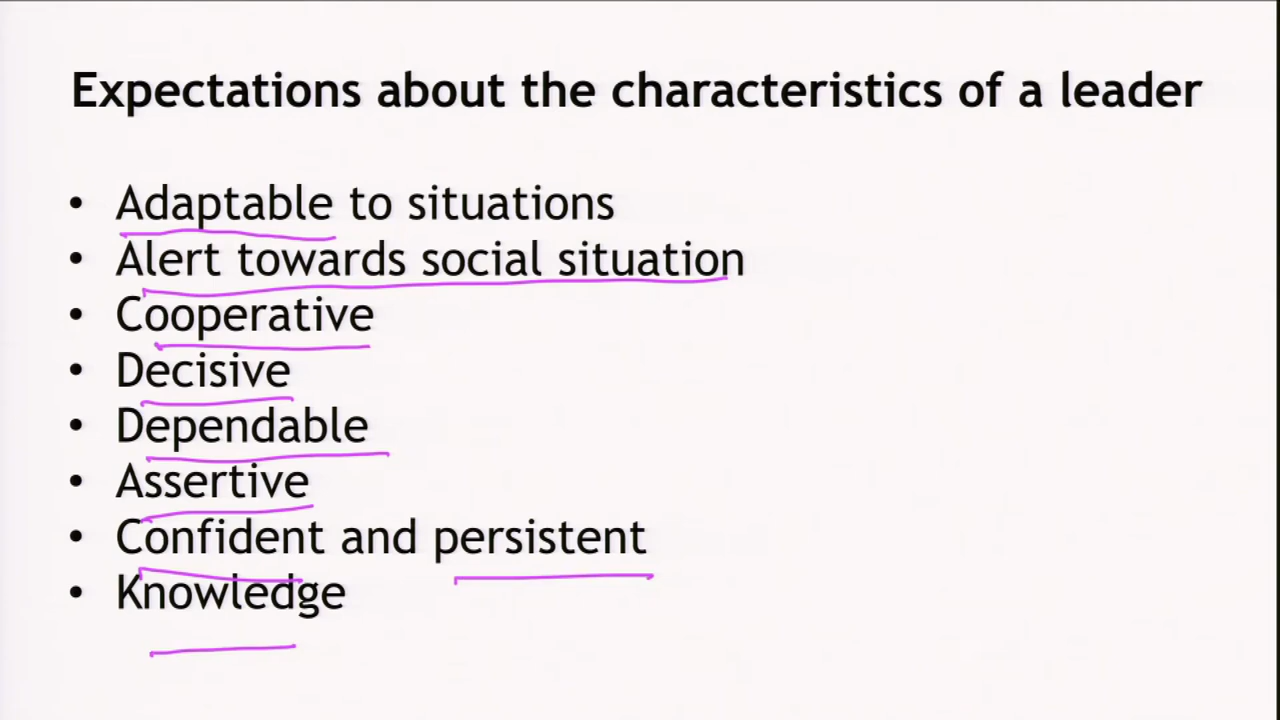 Expectations about the characteristics of a leader
• Adaptable to situations
• Alert towards social situation
• Cooperative
• Decisive
• Dependable
• Assertive
• Confident and persistent
• Knowledge